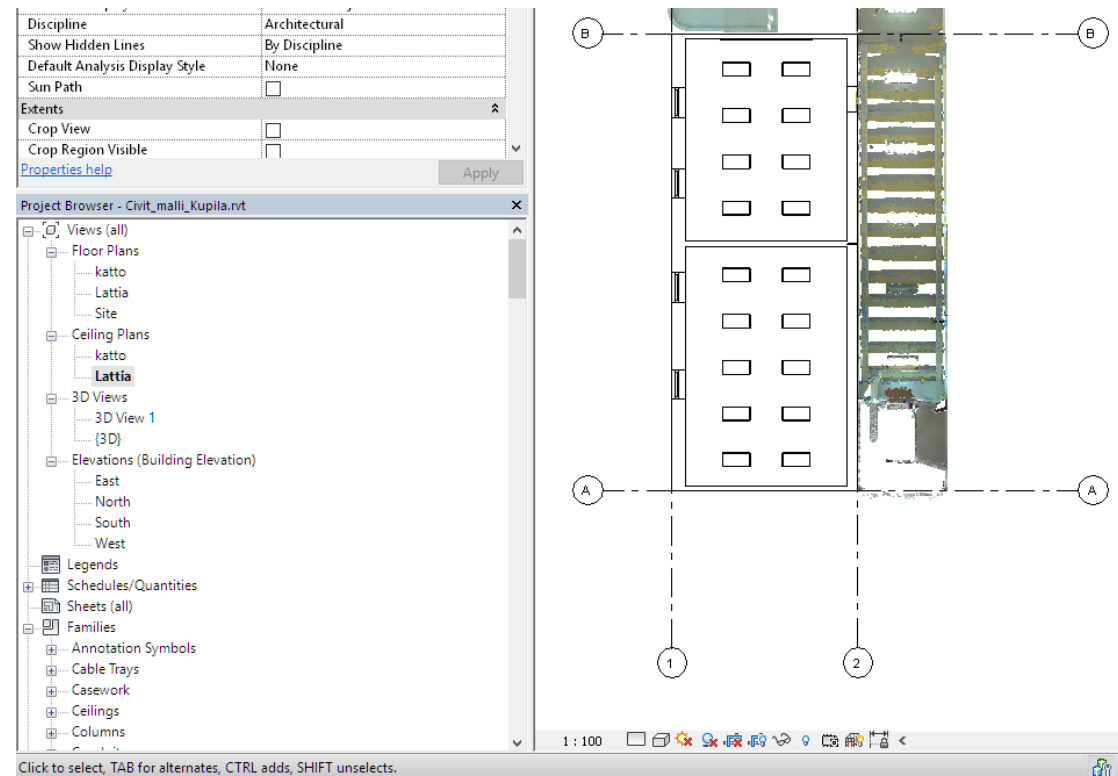 Discipline Architectural
Show Hidden Lines By Discipline
Default Analysis Display Style None
Sun Path
Extents
Crop View
Crop Region Visible
Properties help Apply
Project Browser - Civit_malli_Kupila.rvt
Views (all)
Floor Plans
katto
Lattia
Site
Ceiling Plans
katto
Lattia
3D Views
3D View 1
{3D}
Elevations (Building Elevation)
East
North
South
West
Legends
Schedules/Quantities
Sheets (all)
Families
Annotation Symbols
Cable Trays
Casework
Ceilings
Columns
B B
A A
1 2
1 : 100
Click to select, TAB for alternates, CTRL adds, SHIFT unselects.